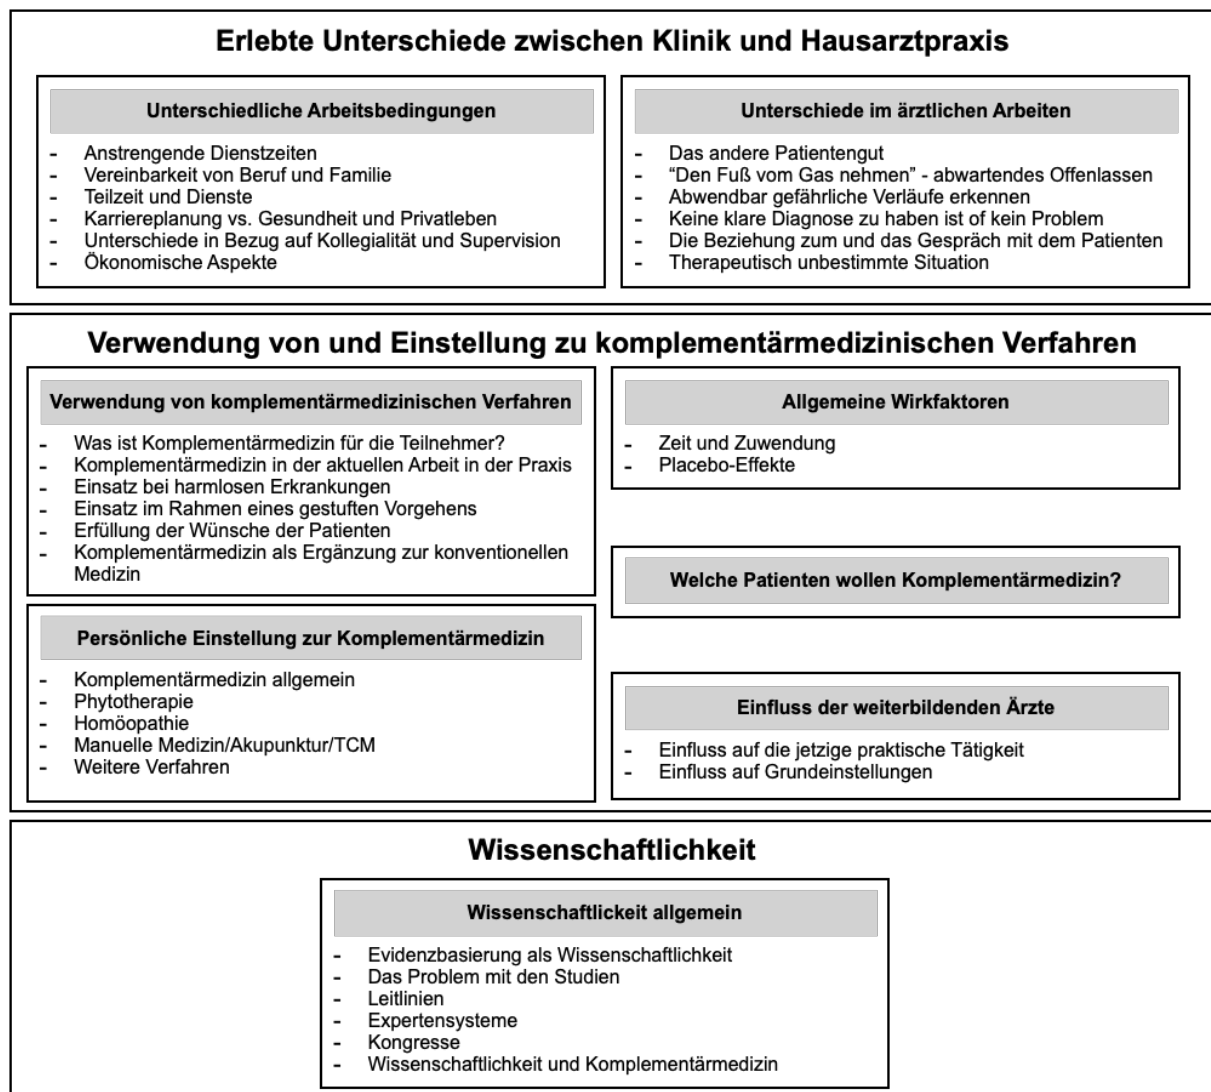 Erlebte Unterschiede zwischen Klinik und Hausarztpraxis
Unterschiedliche Arbeitsbedingungen
- Anstrengende Dienstzeiten
- Vereinbarkeit von Beruf und Familie
- Teilzeit und Dienste
- Karriereplanung vs. Gesundheit und Privatleben
- Unterschiede in Bezug auf Kollegialität und Supervision
- Ökonomische Aspekte
Unterschiede im ärztlichen Arbeiten
- Das andere Patientengut
- “Den Fuß vom Gas nehmen” - abwartendes Offenlassen
- Abwendbar gefährliche Verläufe erkennen
- Keine klare Diagnose zu haben ist of kein Problem
- Die Beziehung zum und das Gespräch mit dem Patienten
- Therapeutisch unbestimmte Situation
Verwendung von und Einstellung zu komplementärmedizinischen Verfahren
Verwendung von komplementärmedizinischen Verfahren
- Was ist Komplementärmedizin für die Teilnehmer?
- Komplementärmedizin in der aktuellen Arbeit in der Praxis
- Einsatz bei harmlosen Erkrankungen
- Einsatz im Rahmen eines gestuften Vorgehens
- Erfüllung der Wünsche der Patienten
- Komplementärmedizin als Ergänzung zur konventionellen
Medizin
Persönliche Einstellung zur Komplementärmedizin
- Komplementärmedizin allgemein
- Phytotherapie
- Homöopathie
- Manuelle Medizin/Akupunktur/TCM
- Weitere Verfahren
Allgemeine Wirkfaktoren
- Zeit und Zuwendung
- Placebo-Effekte
Welche Patienten wollen Komplementärmedizin?
Einfluss der weiterbildenden Ärzte
- Einfluss auf die jetzige praktische Tätigkeit
- Einfluss auf Grundeinstellungen
Wissenschaftlichkeit
Wissenschaftlickeit allgemein
- Evidenzbasierung als Wissenschaftlichkeit
- Das Problem mit den Studien
- Leitlinien
- Expertensysteme
- Kongresse
- Wissenschaftlichkeit und Komplementärmedizin